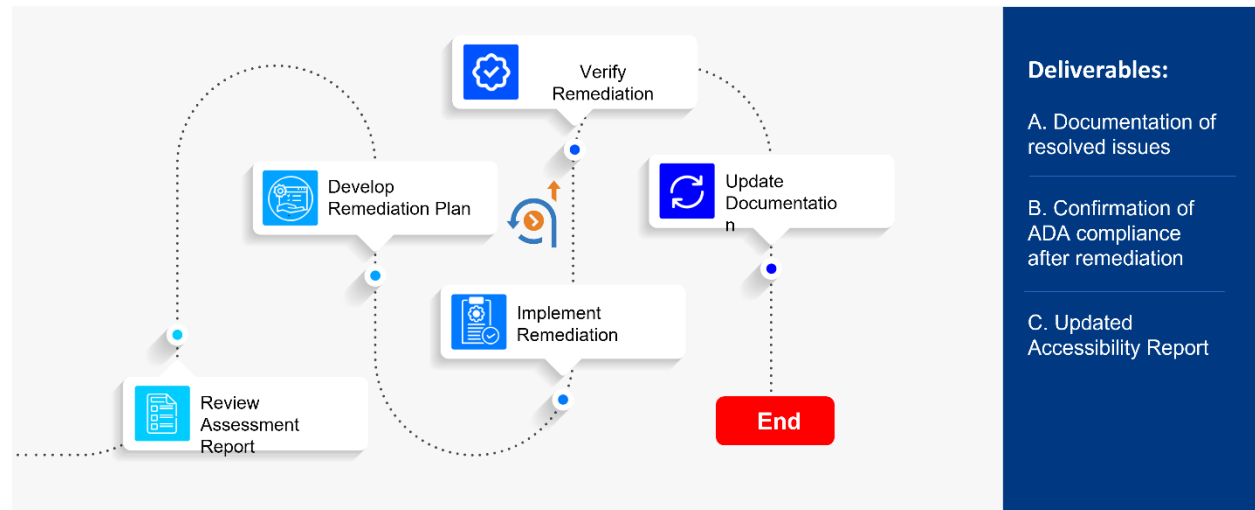 Review
Assessment
Report
Develop
Remediation Plan
Implement
Remediation
Verify
Remediation
Update
Documentatio
n
End
Deliverables:
A. Documentation of
resolved issues
B. Confirmation of
ADA compliance
after remediation
C. Updated
Accessibility Report